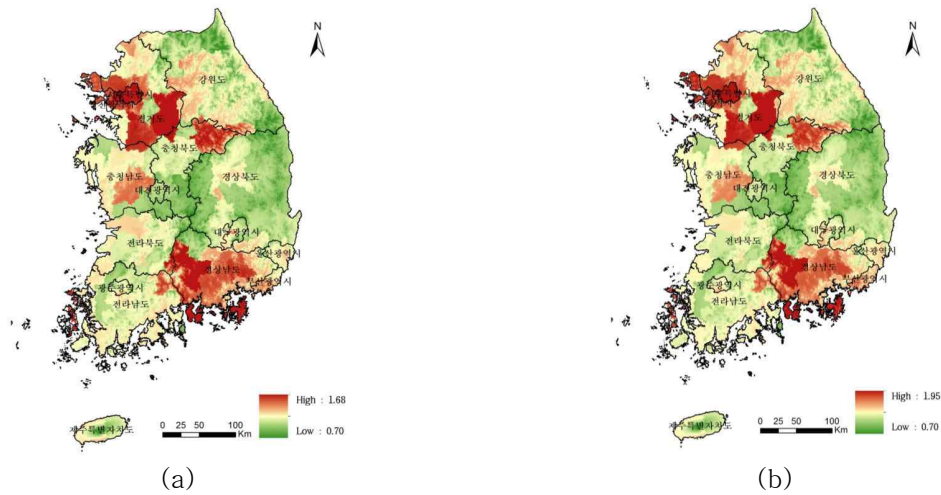 N
강원도
경기도
충청북도
충청남도
대전광역시
경상북도
전라북도
대구광역시
울산광역시
경상남도
부산광역시
광주광역시
전라남도
제주특별자치도
0 25 50 100
Km
High : 1.68
Low : 0.70
(a)
N
강원도
경기도
충청북도
충청남도
대전광역시
경상북도
전라북도
대구광역시
울산광역시
경상남도
부산광역시
광주광역시
전라남도
제주특별자치도
0 25 50 100
Km
High : 1.95
Low : 0.70
(b)